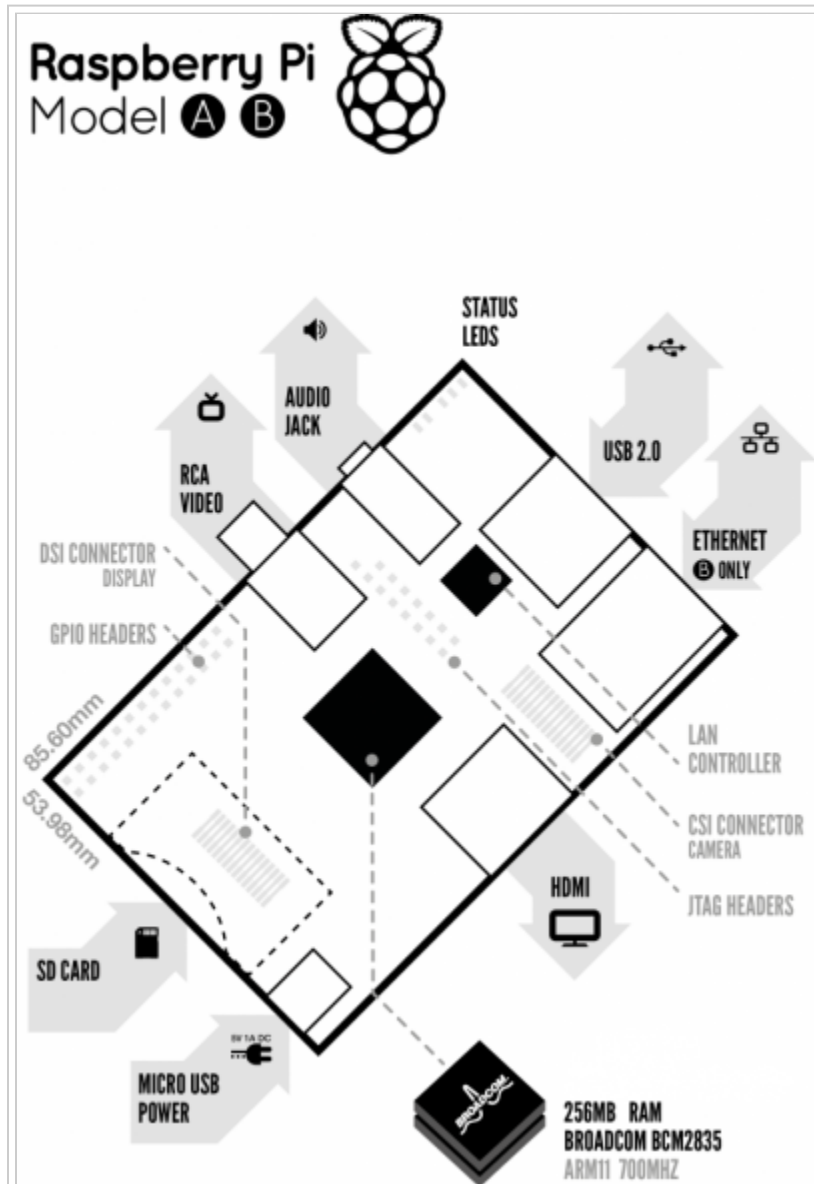 Raspberry Pi
Model A B
STATUS
LEDS
AUDIO
JACK
USB 2.0
RCA
VIDEO
ETHERNET
B ONLY
DSI CONNECTOR
DISPLAY
GPIO HEADERS
85.60mm
53.98mm
LAN
CONTROLLER
CSI CONNECTOR
CAMERA
JTAG HEADERS
HDMI
SD CARD
5V 1A DC
MICRO USB
POWER
BROADCOM
256MB RAM
BROADCOM BCM2835
ARM11 700MHZ